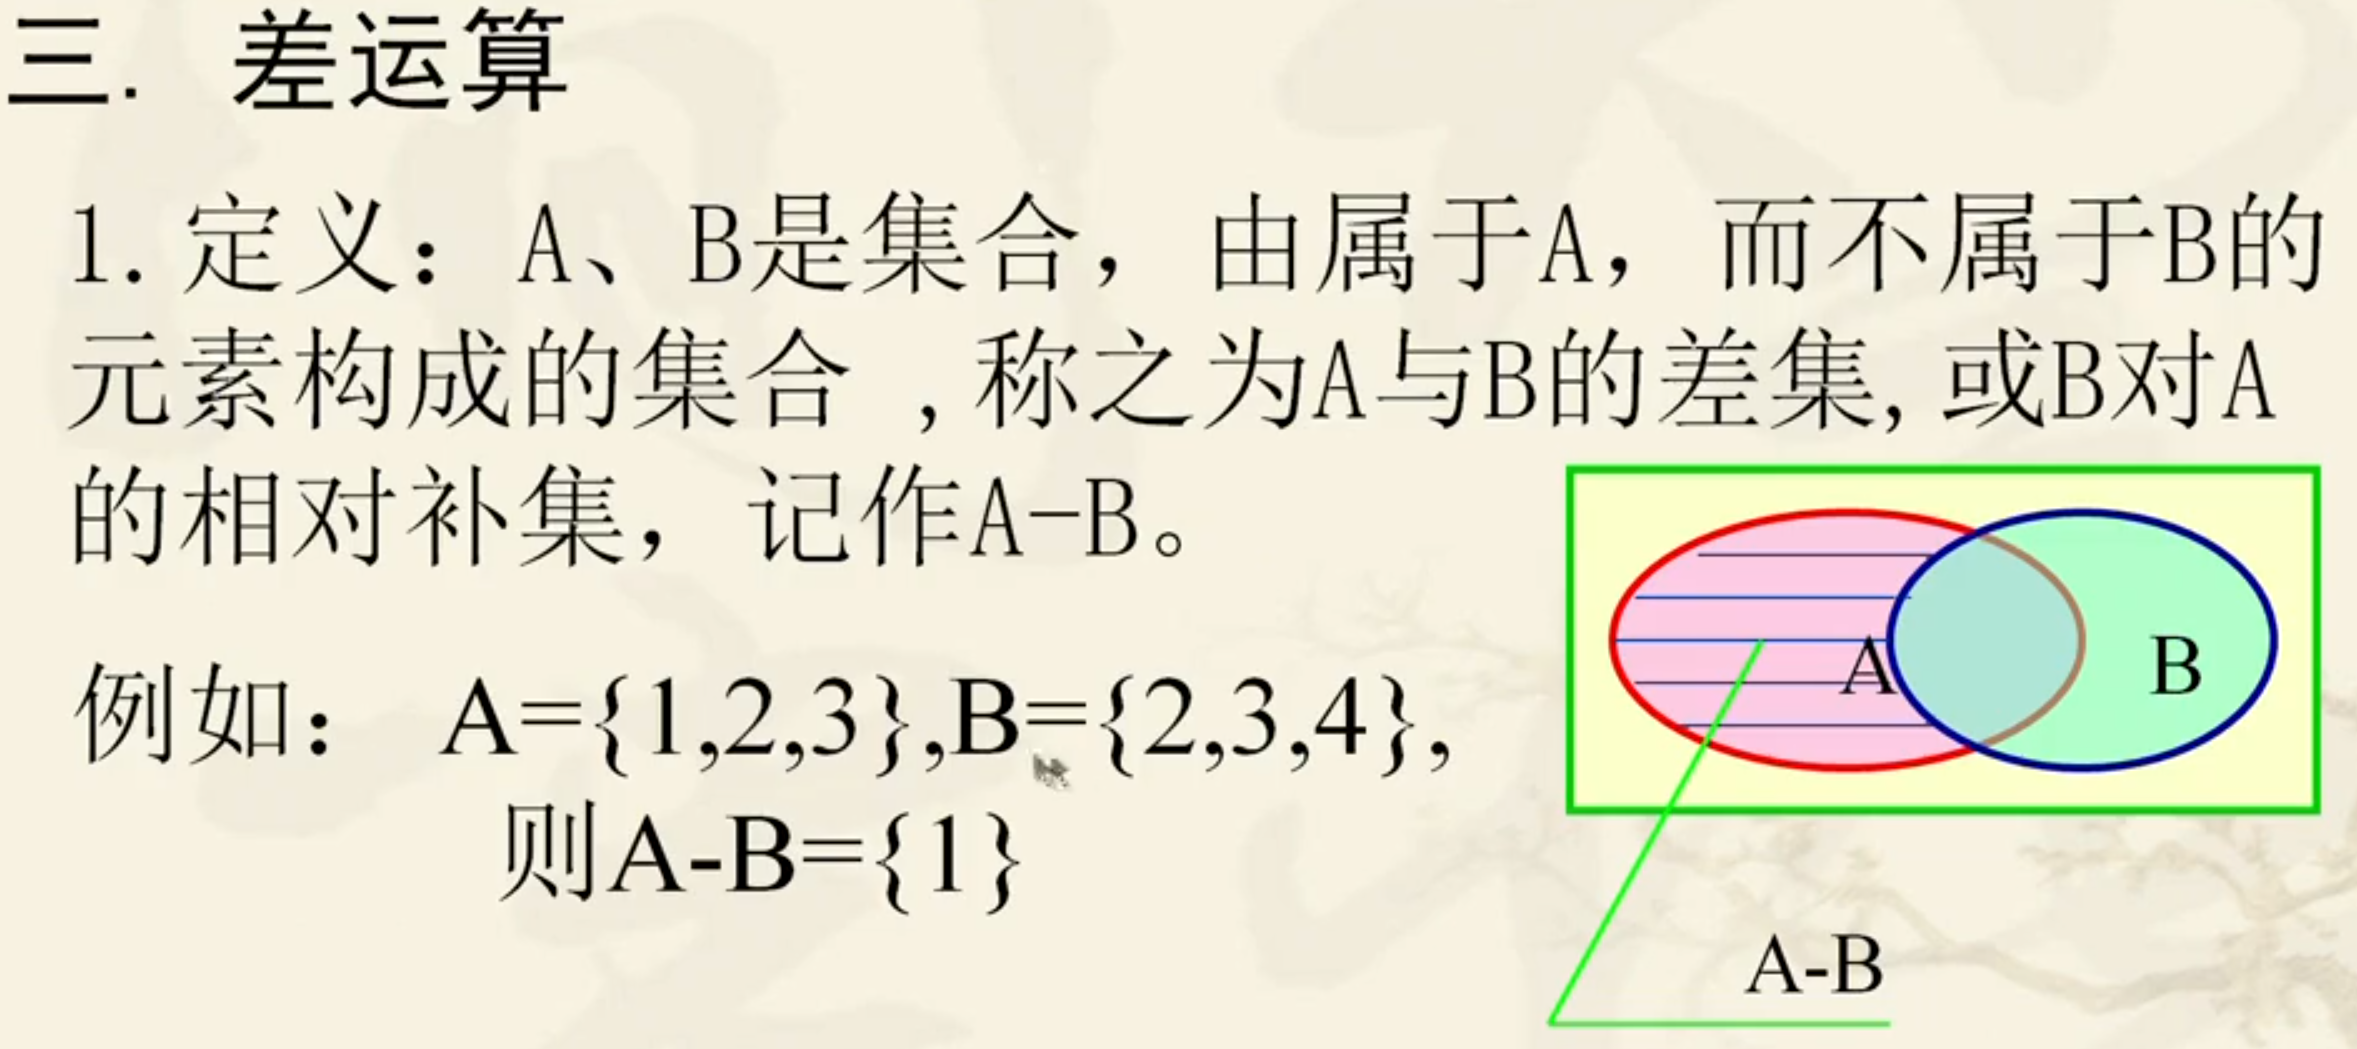 三. 差运算
1.定义：A、B是集合，由属于A，而不属于B的
元素构成的集合 ,称之为A与B的差集,或B对A
的相对补集，记作A-B。
例如： A={1,2,3},B={2,3,4},
则A-B={1}
A
B
A-B